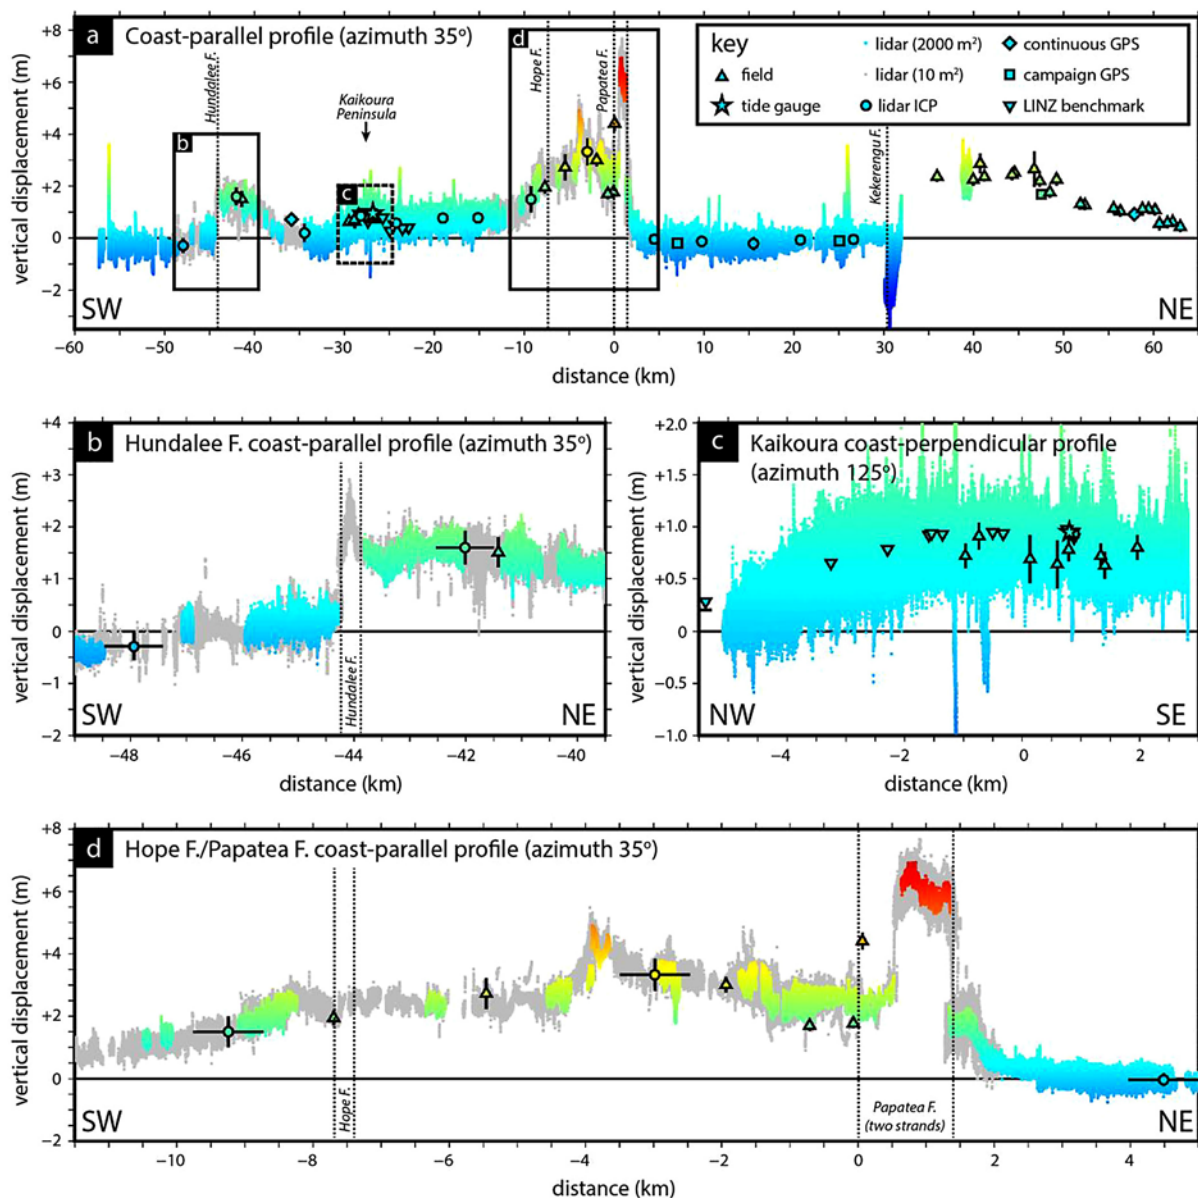 a Coast-parallel profile (azimuth 35º)
key
field
tide gauge
lidar (2000 m²)
lidar (10 m²)
lidar ICP
continuous GPS
campaign GPS
LINZ benchmark
Hundalee F.
b
Kaikoura
Peninsula
c
d
Hope F.
Papatea F.
Kekerengu F.
vertical displacement (m)
+8
+6
+4
+2
0
−2
SW
NE
−60 −50 −40 −30 −20 −10 0 10 20 30 40 50 60
distance (km)
b Hundalee F. coast-parallel profile (azimuth 35º)
vertical displacement (m)
+4
+3
+2
+1
0
−1
−2
Hundalee F.
SW
NE
−48 −46 −44 −42 −40
distance (km)
c Kaikoura coast-perpendicular profile
(azimuth 125º)
vertical displacement (m)
+2.0
+1.5
+1.0
+0.5
0
−0.5
−1.0
NW
SE
−4 −2 0 2
distance (km)
d Hope F./Papatea F. coast-parallel profile (azimuth 35º)
vertical displacement (m)
+8
+6
+4
+2
0
−2
Hope F.
Papatea F.
(two strands)
SW
NE
−10 −8 −6 −4 −2 0 2 4
distance (km)